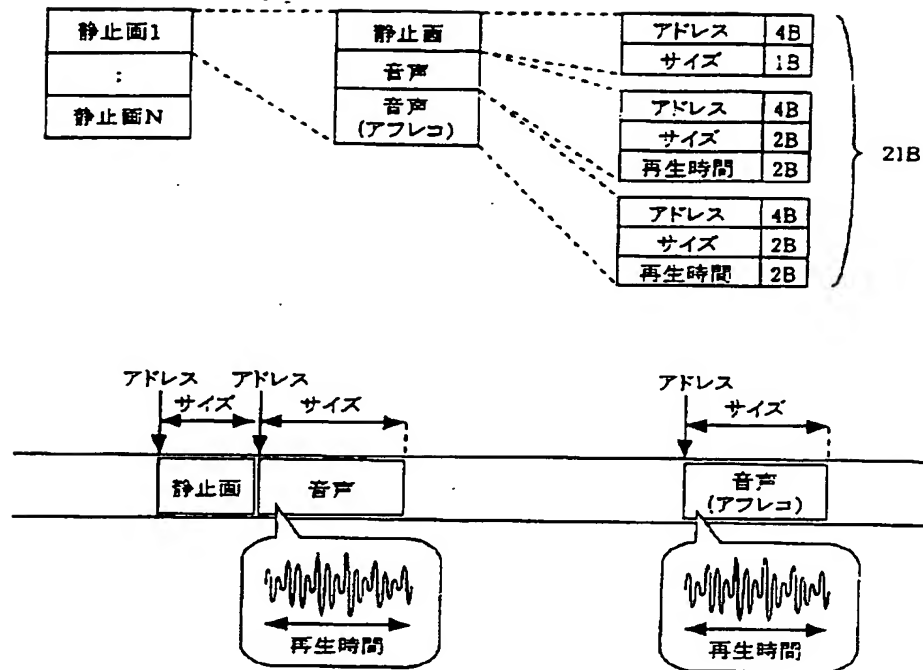 静止画1
:
静止画N
静止画
音声
音声
(アフレコ)
アドレス 4B
サイズ 1B
アドレス 4B
サイズ 2B
再生時間 2B
アドレス 4B
サイズ 2B
再生時間 2B
21B
アドレス アドレス
サイズ サイズ
アドレス
サイズ
静止画 音声
音声
(アフレコ)
再生時間
再生時間